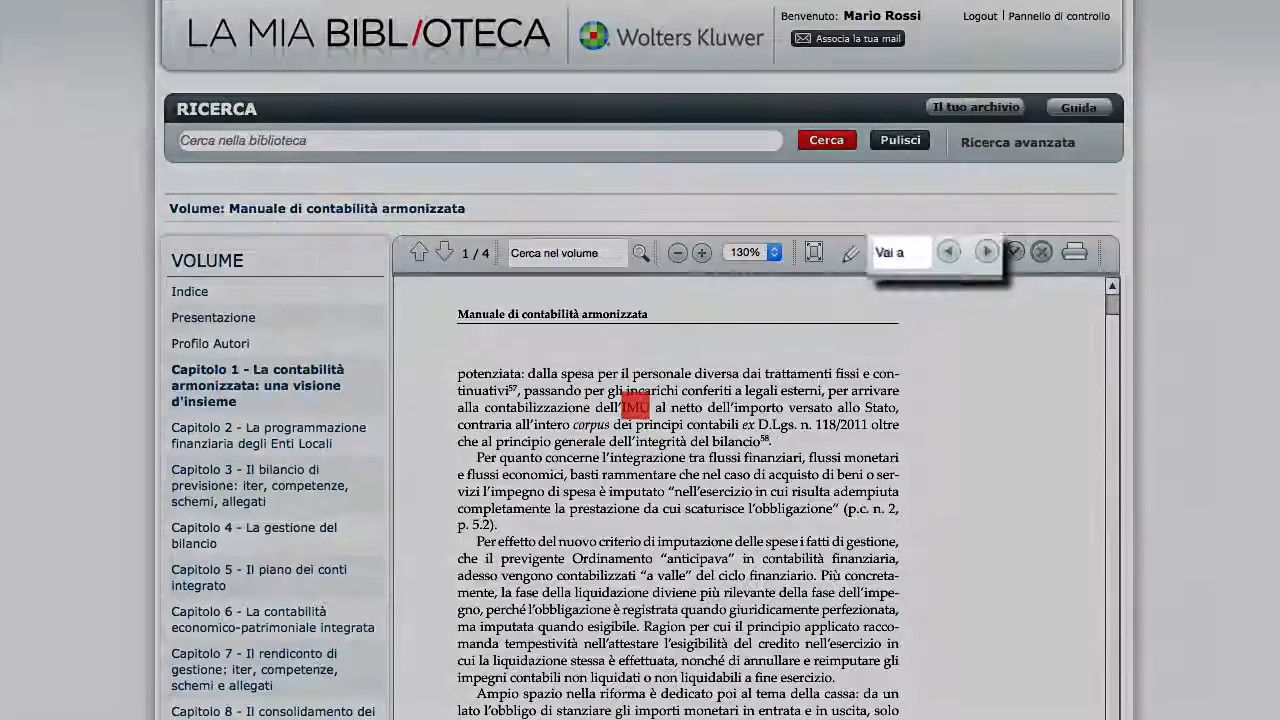 LA MIA BIBL/OTECA
Wolters Kluwer
Benvenuto: Mario Rossi
Logout | Pannello di controllo
Associa la tua mail
RICERCA
Il tuo archivio
Guida
Cerca nella biblioteca
Cerca
Pulisci
Ricerca avanzata
Volume: Manuale di contabilità armonizzata
VOLUME
Indice
Presentazione
Profilo Autori
Capitolo 1 - La contabilità
armonizzata: una visione
d'insieme
Capitolo 2 - La programmazione
finanziaria degli Enti Locali
Capitolo 3 - Il bilancio di
previsione: iter, competenze,
schemi, allegati
Capitolo 4 - La gestione del
bilancio
Capitolo 5 - Il piano dei conti
integrato
Capitolo 6 - La contabilità
economico-patrimoniale integrata
Capitolo 7 - Il rendiconto di
gestione: iter, competenze,
schemi e allegati
Capitolo 8 - Il consolidamento dei
1 / 4
Cerca nel volume
130%
Vai a
Manuale di contabilità armonizzata
potenziata: dalla spesa per il personale diversa dai trattamenti fissi e con-
tinuativi⁵⁷, passando per gli incarichi conferiti a legali esterni, per arrivare
alla contabilizzazione dell'IMU al netto dell'importo versato allo Stato,
contraria all'intero corpus dei principi contabili ex D.Lgs. n. 118/2011 oltre
che al principio generale dell'integrità del bilancio⁵⁸.
Per quanto concerne l'integrazione tra flussi finanziari, flussi monetari
e flussi economici, basti rammentare che nel caso di acquisto di beni o ser-
vizi l'impegno di spesa è imputato "nell'esercizio in cui risulta adempiuta
completamente la prestazione da cui scaturisce l'obbligazione" (p.c. n. 2,
p. 5.2).
Per effetto del nuovo criterio di imputazione delle spese i fatti di gestione,
che il previgente Ordinamento "anticipava" in contabilità finanziaria,
adesso vengono contabilizzati "a valle" del ciclo finanziario. Più concreta-
mente, la fase della liquidazione diviene più rilevante della fase dell'impe-
gno, perché l'obbligazione è registrata quando giuridicamente perfezionata,
ma imputata quando esigibile. Ragion per cui il principio applicato racco-
manda tempestività nell'attestare l'esigibilità del credito nell'esercizio in
cui la liquidazione stessa è effettuata, nonché di annullare e reimputare gli
impegni contabili non liquidati o non liquidabili a fine esercizio.
Ampio spazio nella riforma è dedicato poi al tema della cassa: da un
lato l'obbligo di stanziare gli importi monetari in entrata e in uscita, solo